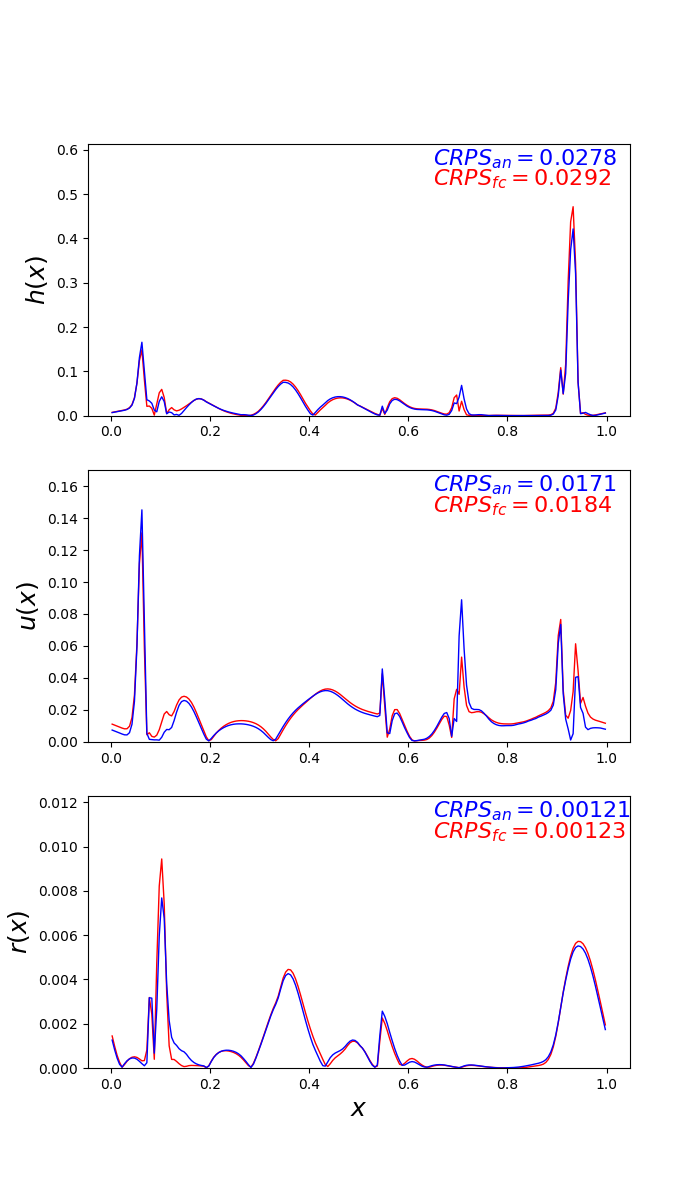 CRPS_an = 0.0278
CRPS_fc = 0.0292
h(x)
0.6
0.5
0.4
0.3
0.2
0.1
0.0
0.0 0.2 0.4 0.6 0.8 1.0
CRPS_an = 0.0171
CRPS_fc = 0.0184
u(x)
0.16
0.14
0.12
0.10
0.08
0.06
0.04
0.02
0.00
0.0 0.2 0.4 0.6 0.8 1.0
CRPS_an = 0.00121
CRPS_fc = 0.00123
r(x)
0.012
0.010
0.008
0.006
0.004
0.002
0.000
0.0 0.2 0.4 0.6 0.8 1.0
x